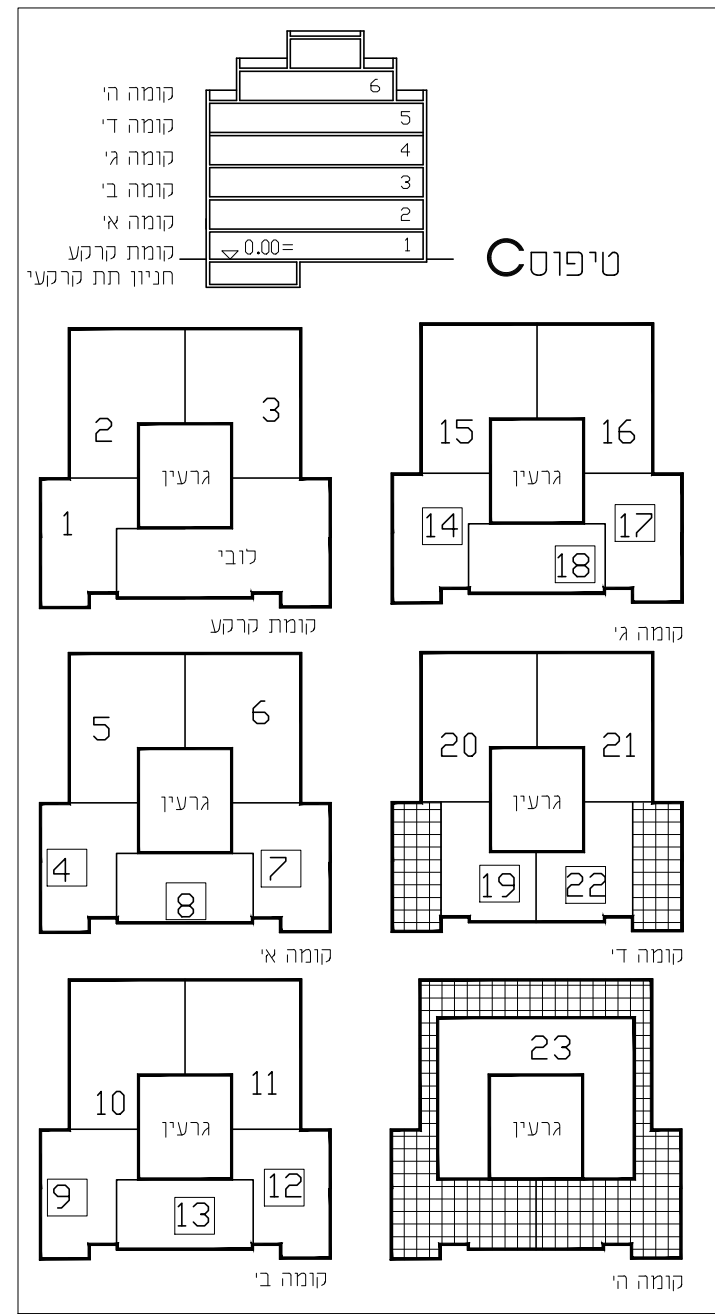 קומה ה' 6
קומה ד' 5
קומה ג' 4
קומה ב' 3
קומה א' 2
קומת קרקע 0.00= 1
חניון תת קרקעי
טיפוס C
2 3
גרעין
1
לובי
קומת קרקע
15 16
גרעין
14 17
18
קומה ג'
5 6
גרעין
4 7
8
קומה א'
20 21
גרעין
19 22
קומה ד'
10 11
גרעין
9 12
13
קומה ב'
23
גרעין
קומה ה'